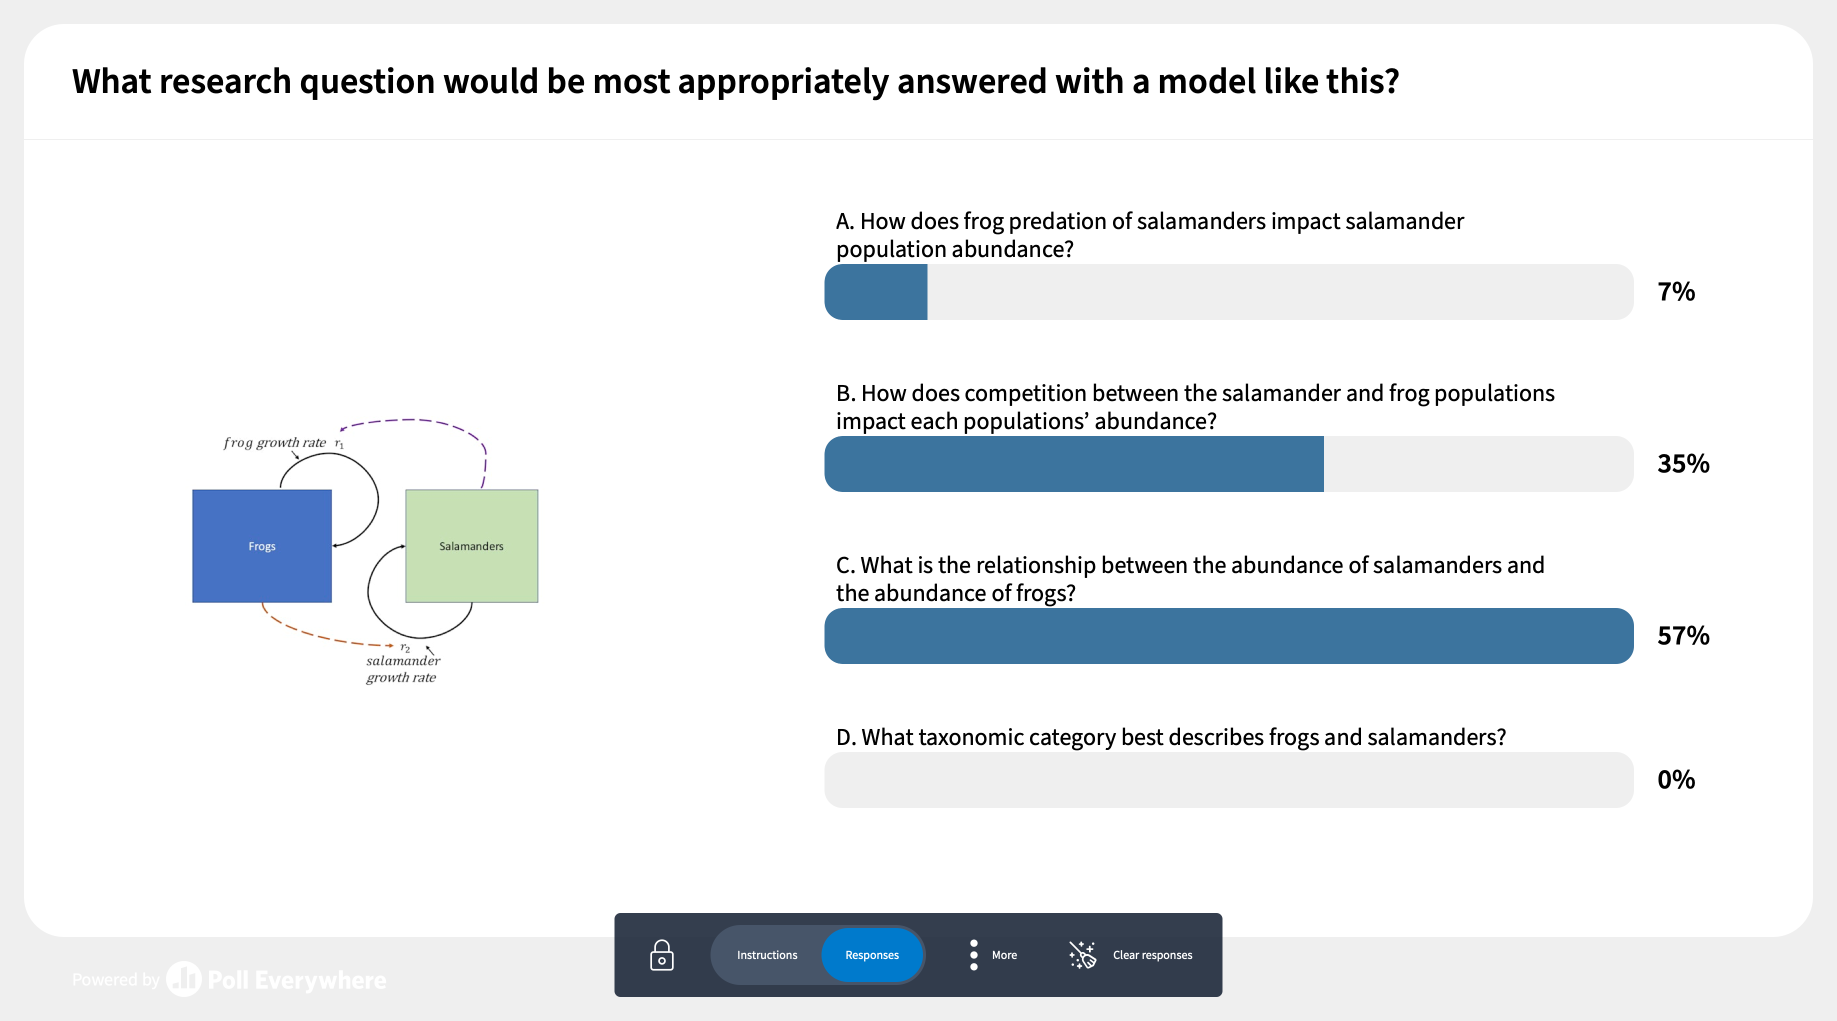 What research question would be most appropriately answered with a model like this?
A. How does frog predation of salamanders impact salamander
population abundance?
7%
B. How does competition between the salamander and frog populations
impact each populations’ abundance?
35%
frog growth rate r₁
Frogs
Salamanders
r₂
salamander
growth rate
C. What is the relationship between the abundance of salamanders and
the abundance of frogs?
57%
D. What taxonomic category best describes frogs and salamanders?
0%
Instructions
Responses
More
Clear responses
Powered by Poll Everywhere